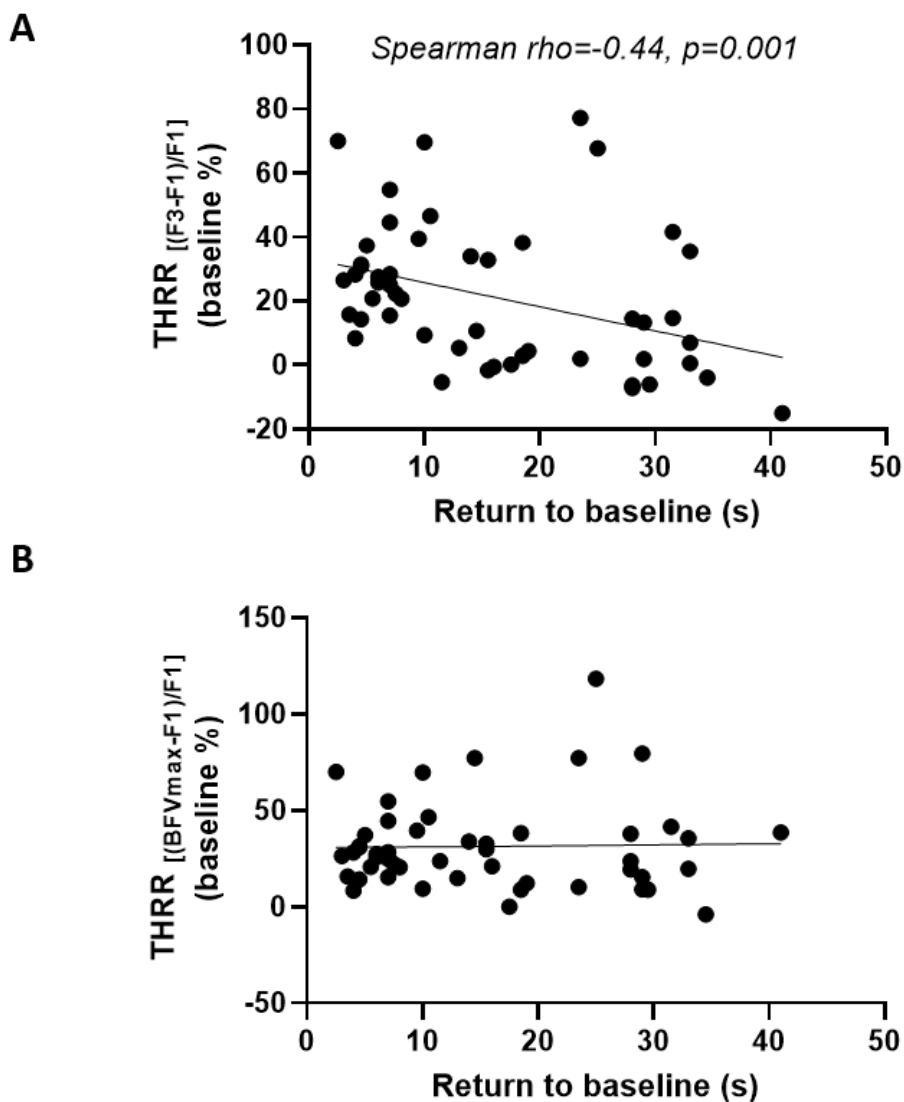 A
Spearman rho=-0.44, p=0.001
THRR [(F3-F1)/F1]
(baseline %)
100
80
60
40
20
0
-20
0 10 20 30 40 50
Return to baseline (s)
B
THRR [(BFVmax-F1)/F1]
(baseline %)
150
100
50
0
-50
0 10 20 30 40 50
Return to baseline (s)